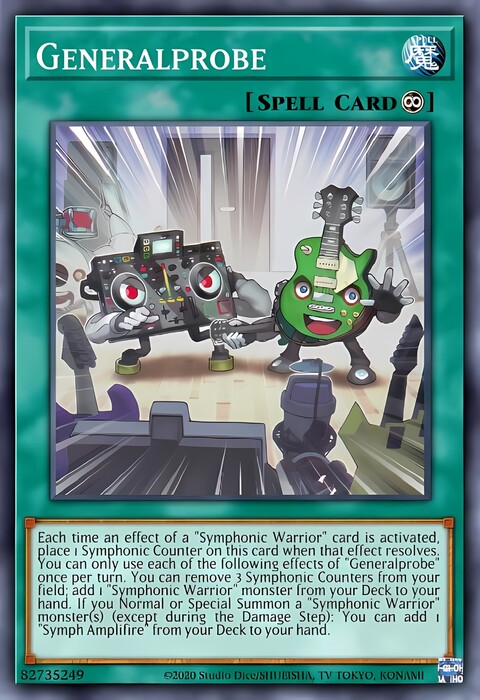 GENERALPROBE
魔
[SPELL CARD]
Each time an effect of a "Symphonic Warrior" card is activated,
place 1 Symphonic Counter on this card when that effect resolves.
You can only use each of the following effects of "Generalprobe"
once per turn. You can remove 3 Symphonic Counters from your
field; add 1 "Symphonic Warrior" monster from your Deck to your
hand. If you Normal or Special Summon a "Symphonic Warrior"
monster(s) (except during the Damage Step): You can add 1
"Symph Amplifire" from your Deck to your hand.
82735249
©2020 Studio Dice/SHUEISHA, TV TOKYO, KONAMI